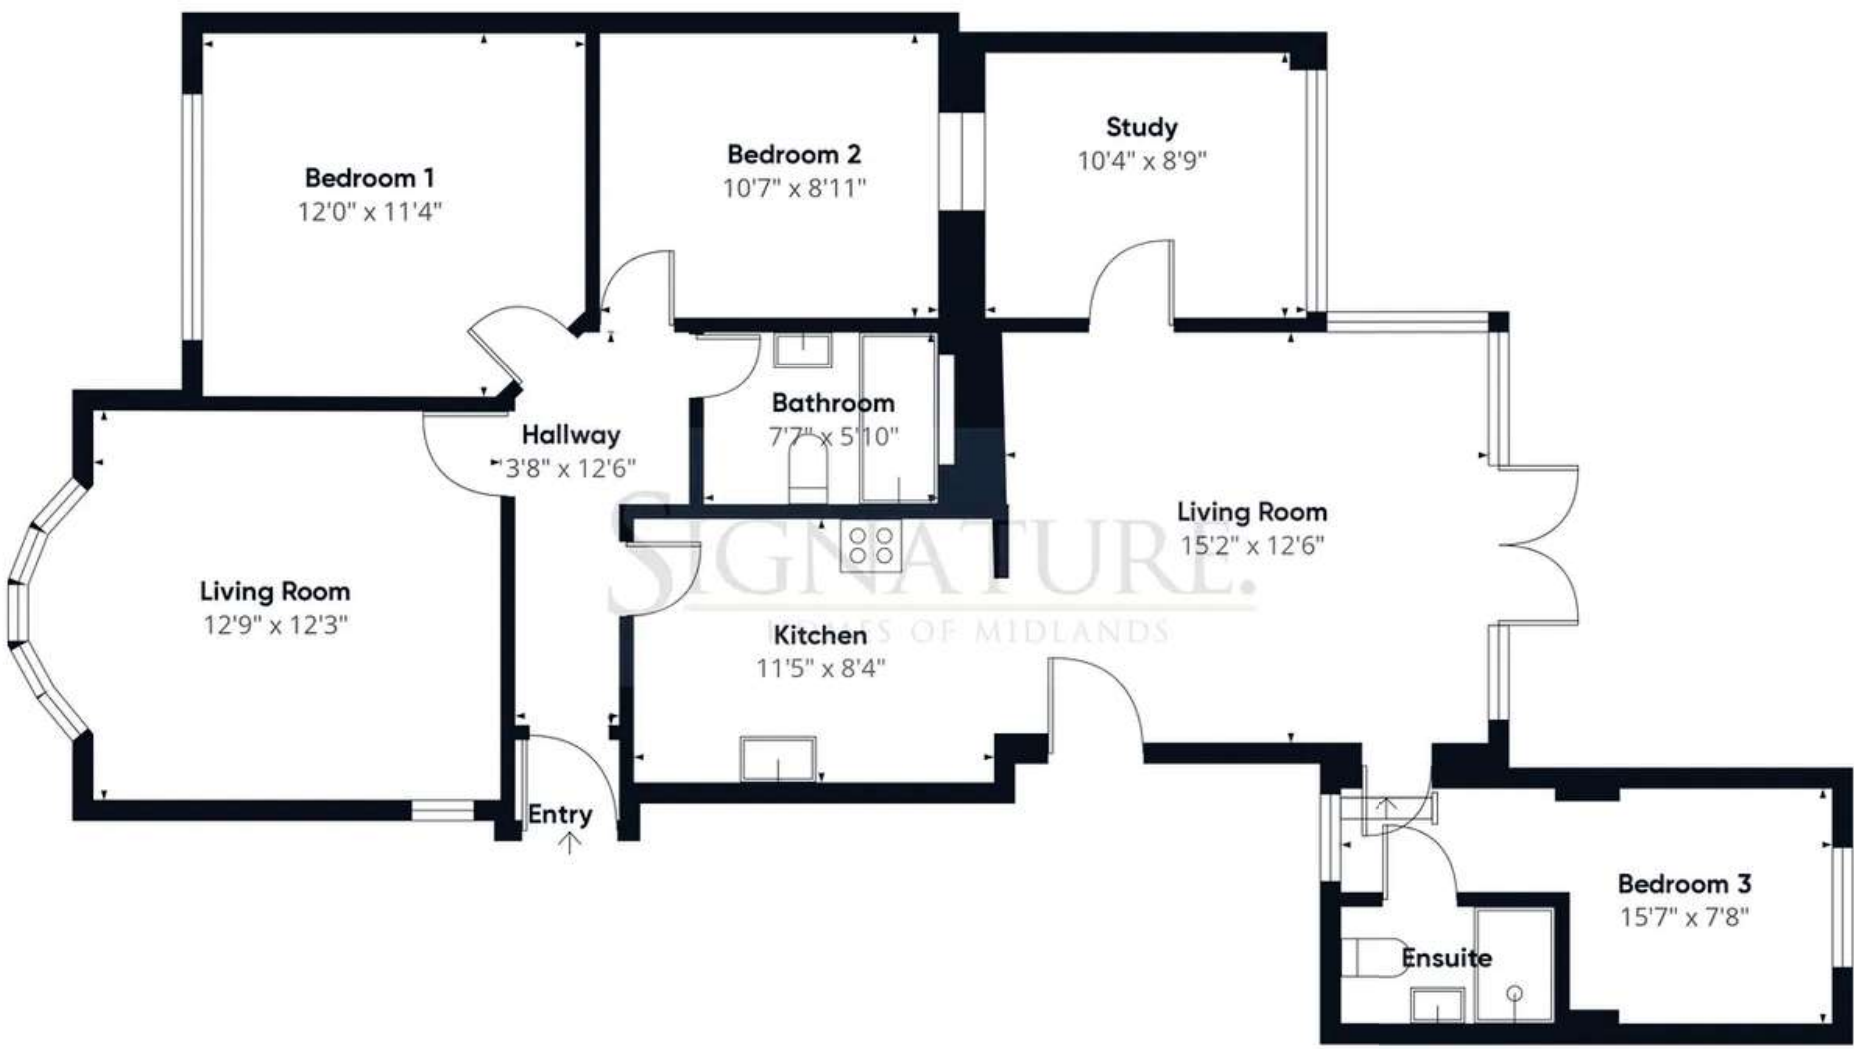 Study
10'4" x 8'9"
Bedroom 2
10'7" x 8'11"
Bedroom 1
12'0" x 11'4"
Bathroom
7'7" x 5'10"
Hallway
3'8" x 12'6"
Living Room
15'2" x 12'6"
SIGNATURE.
HOMES OF MIDLANDS
Living Room
12'9" x 12'3"
Kitchen
11'5" x 8'4"
Entry
Bedroom 3
15'7" x 7'8"
Ensuite